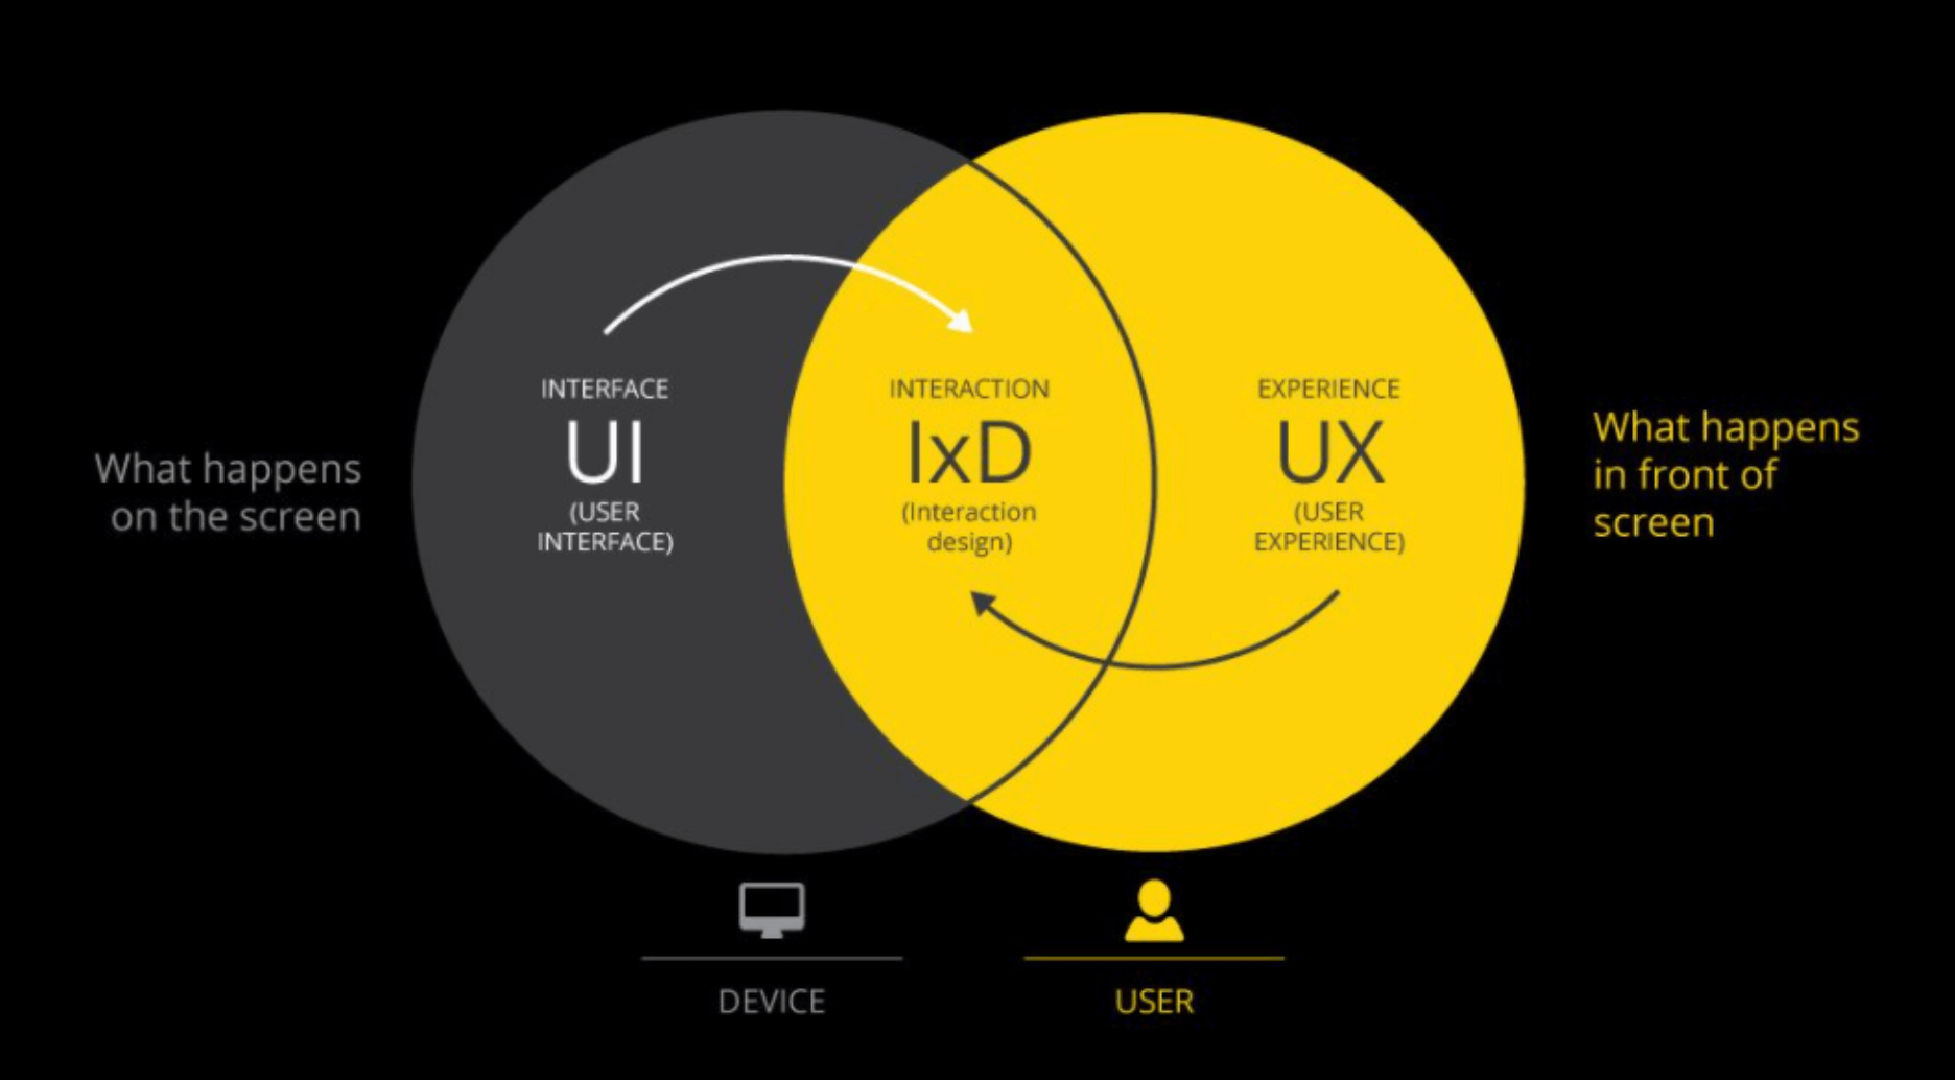 What happens
on the screen
INTERFACE
UI
(USER
INTERFACE)
INTERACTION
IxD
(Interaction
design)
EXPERIENCE
UX
(USER
EXPERIENCE)
What happens
in front of
screen
DEVICE
USER